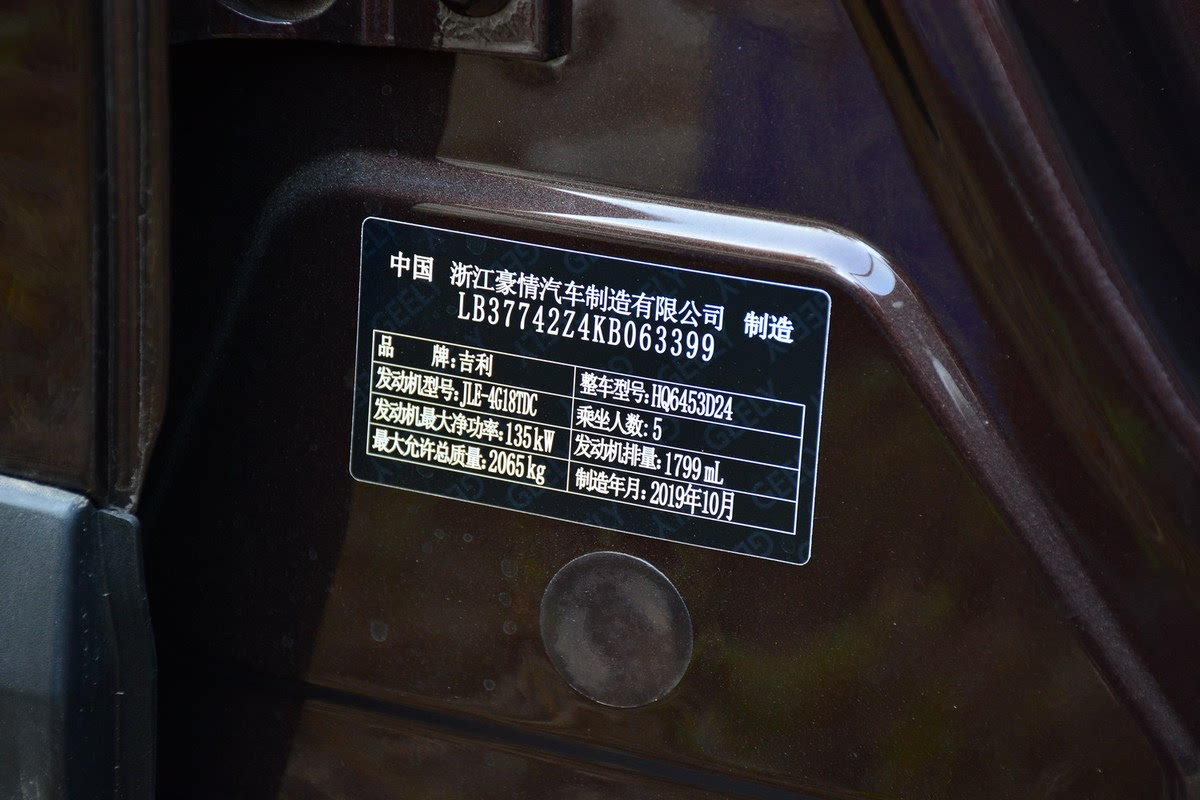 中国 浙江豪情汽车制造有限公司 制造
LB37742Z4KB063399
品 牌:吉利 整车型号:HQ6453D24
发动机型号:JLE-4G18TDC 乘坐人数:5
发动机最大净功率:135kW 发动机排量:1799mL
最大允许总质量:2065kg 制造年月:2019年10月